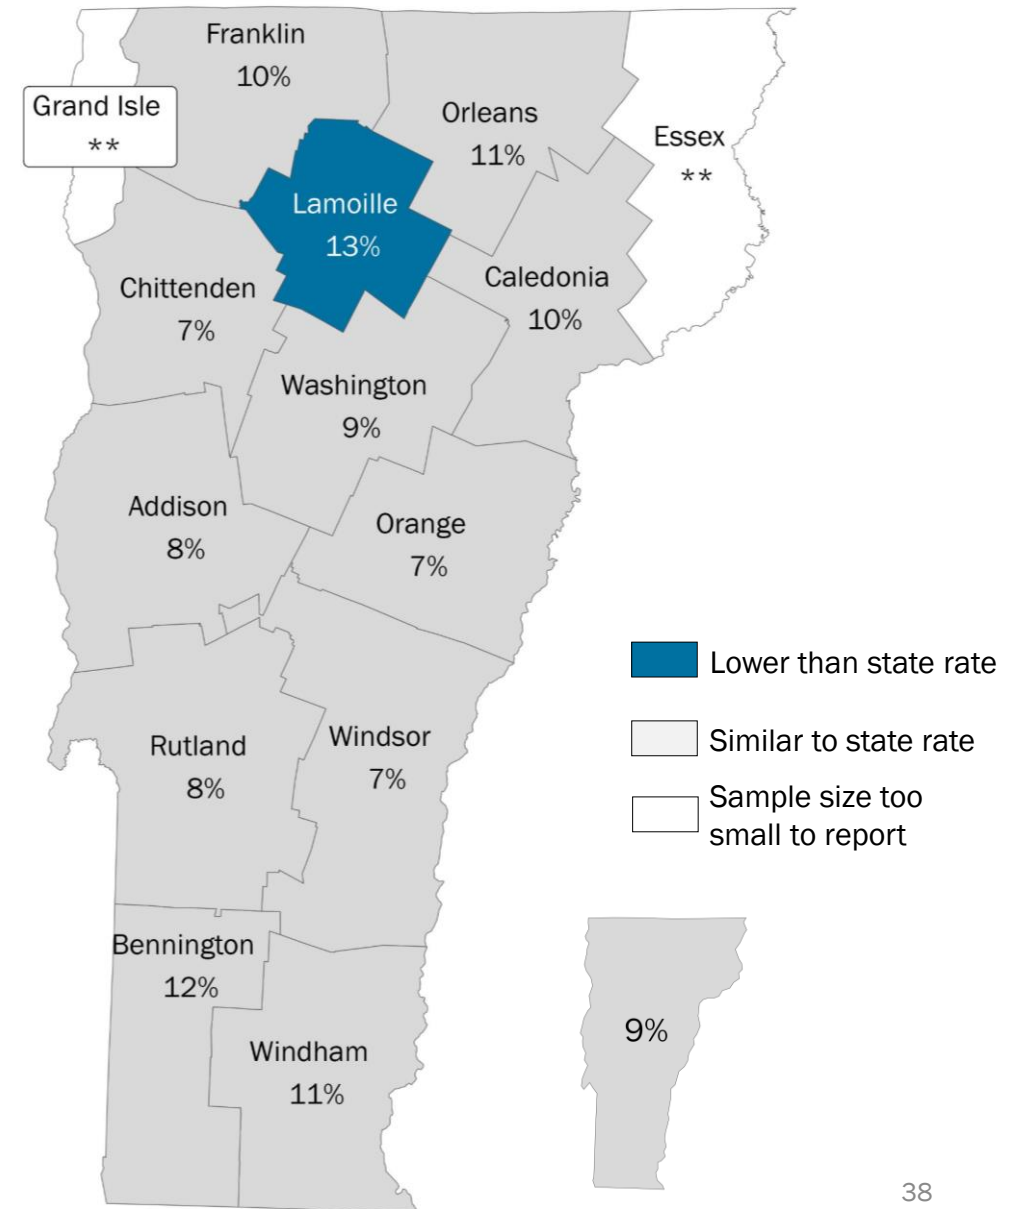 Franklin
10%
Grand Isle
**
Orleans
11%
Essex
**
Lamoille
13%
Chittenden
7%
Caledonia
10%
Washington
9%
Addison
8%
Orange
7%
Rutland
8%
Windsor
7%
Bennington
12%
Windham
11%
Lower than state rate
Similar to state rate
Sample size too
small to report
9%
38